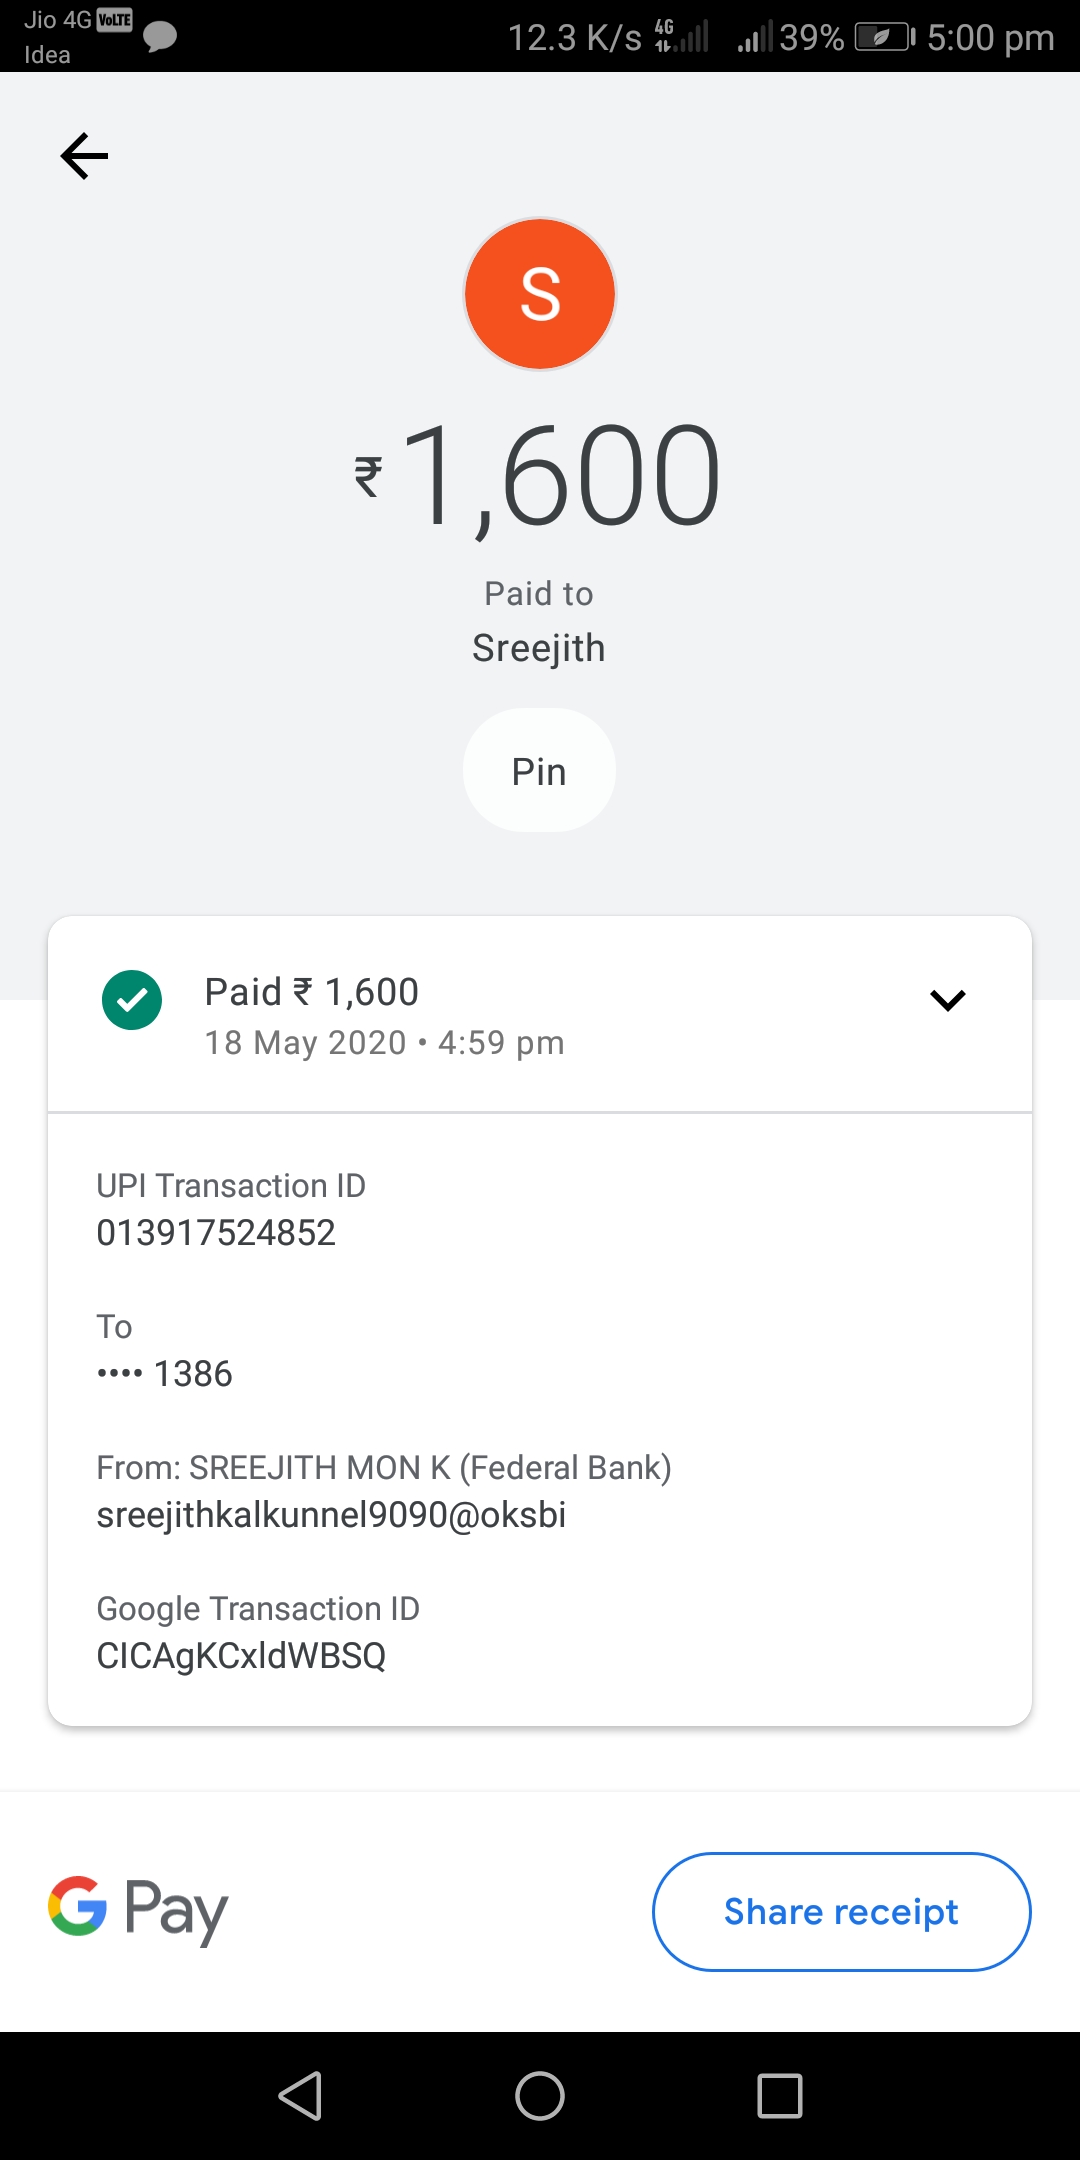 Jio 4G VoLTE
Idea
12.3 K/s 4G 39% 5:00 pm
S
₹1,600
Paid to
Sreejith
Pin
Paid ₹ 1,600
18 May 2020 • 4:59 pm
UPI Transaction ID
013917524852
To
•••• 1386
From: SREEJITH MON K (Federal Bank)
sreejithkalkunnel9090@oksbi
Google Transaction ID
CICAgKCxldWBSQ
G Pay
Share receipt